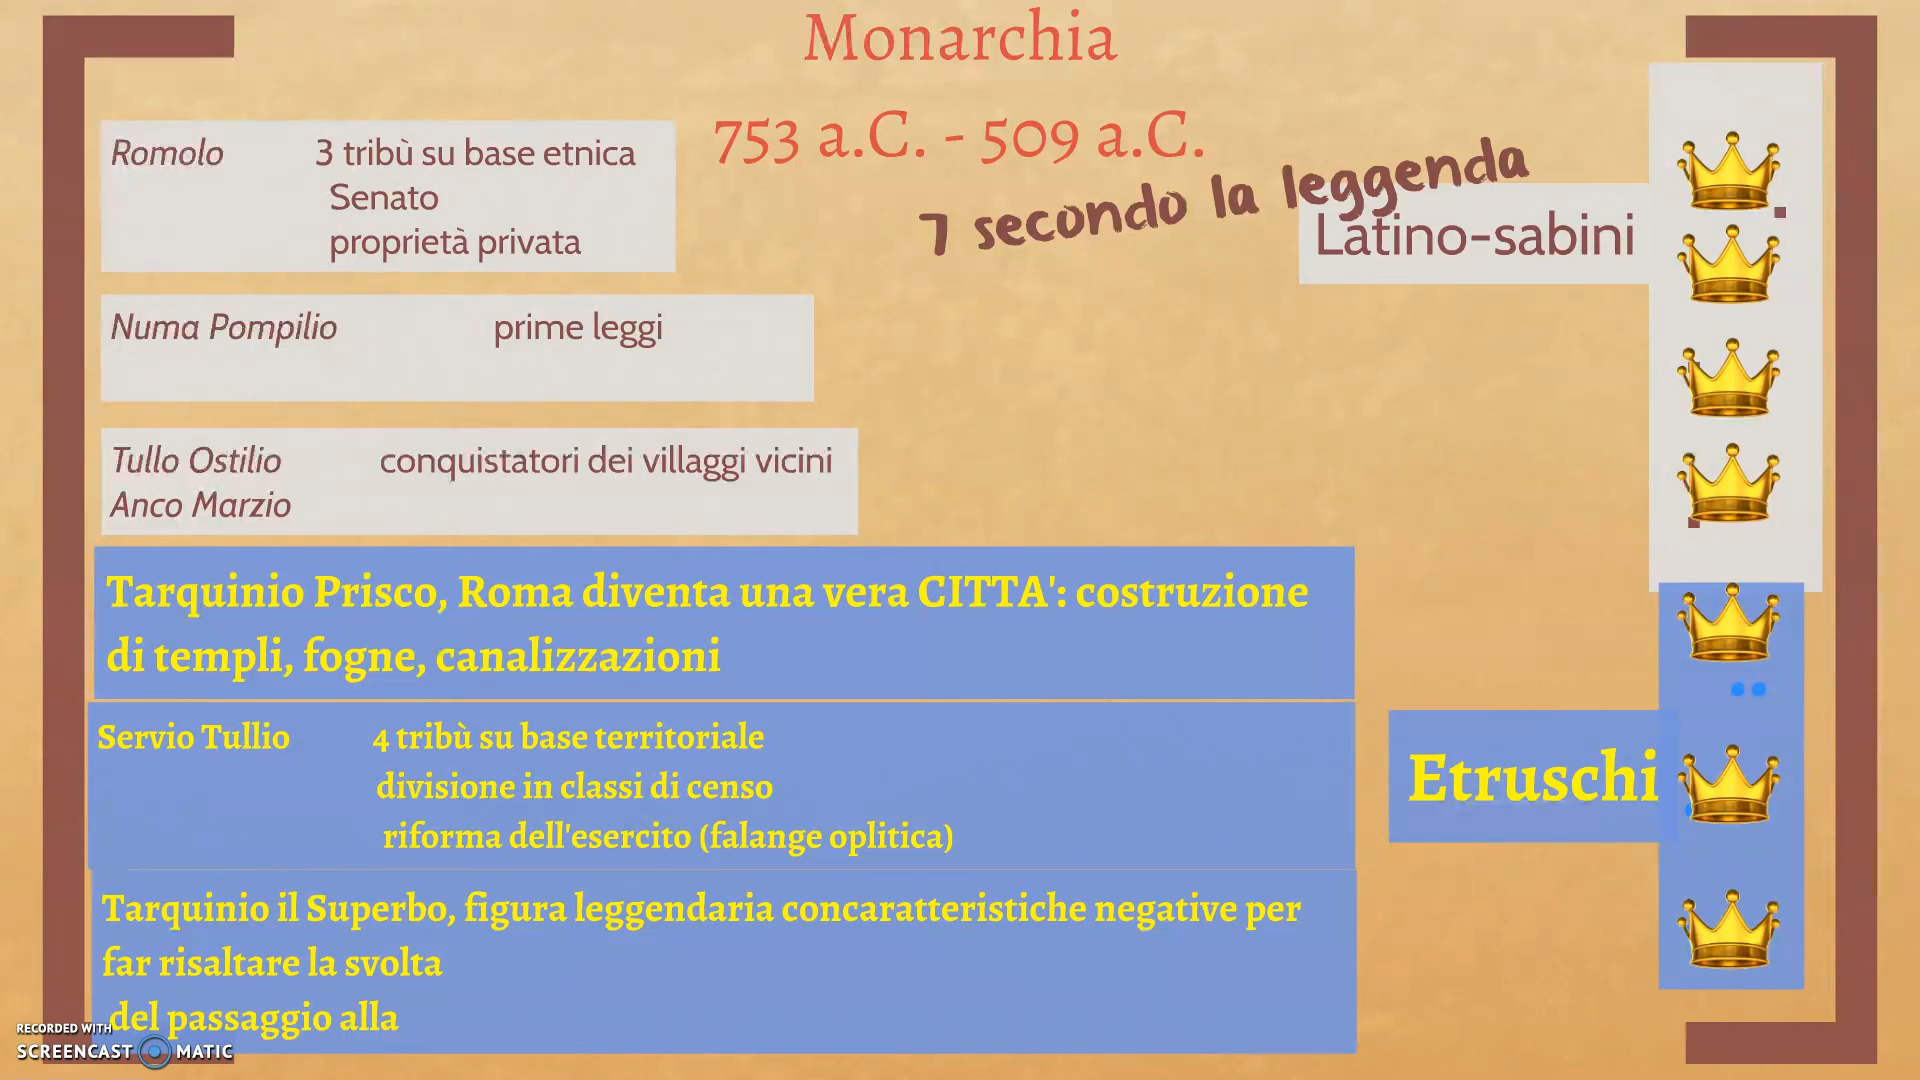 Monarchia
753 a.C. - 509 a.C.
7 secondo la leggenda
Romolo 3 tribù su base etnica
Senato
proprietà privata
Latino-sabini
Numa Pompilio prime leggi
Tullo Ostilio conquistatori dei villaggi vicini
Anco Marzio
Tarquinio Prisco, Roma diventa una vera CITTA': costruzione
di templi, fogne, canalizzazioni
Servio Tullio 4 tribù su base territoriale
divisione in classi di censo
riforma dell'esercito (falange oplitica)
Etruschi
Tarquinio il Superbo, figura leggendaria concaratteristiche negative per
far risaltare la svolta
del passaggio alla
RECORDED WITH
SCREENCAST MATIC